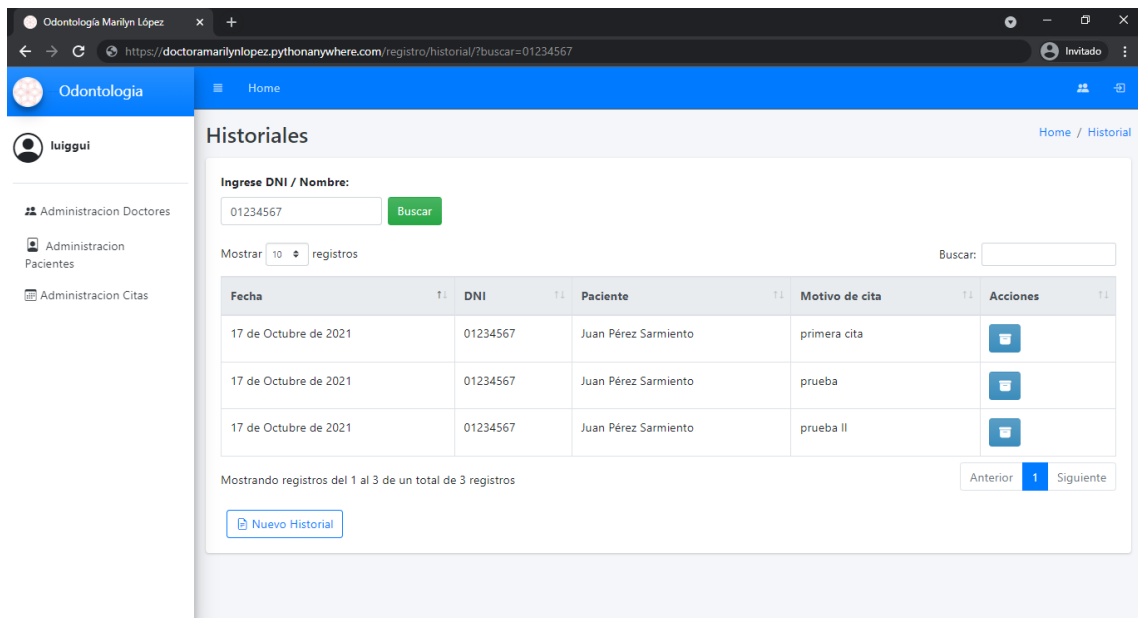 Odontología Marilyn López
https://doctoramarilynlopez.pythonanywhere.com/registro/historial/?buscar=01234567
Invitado
Odontologia
Home
luiggui
Administracion Doctores
Administracion
Pacientes
Administracion Citas
Historiales
Home / Historial
Ingrese DNI / Nombre:
01234567
Buscar
Mostrar 10 registros
Buscar:
Fecha DNI Paciente Motivo de cita Acciones
17 de Octubre de 2021 01234567 Juan Pérez Sarmiento primera cita
17 de Octubre de 2021 01234567 Juan Pérez Sarmiento prueba
17 de Octubre de 2021 01234567 Juan Pérez Sarmiento prueba II
Mostrando registros del 1 al 3 de un total de 3 registros
Anterior 1 Siguiente
Nuevo Historial